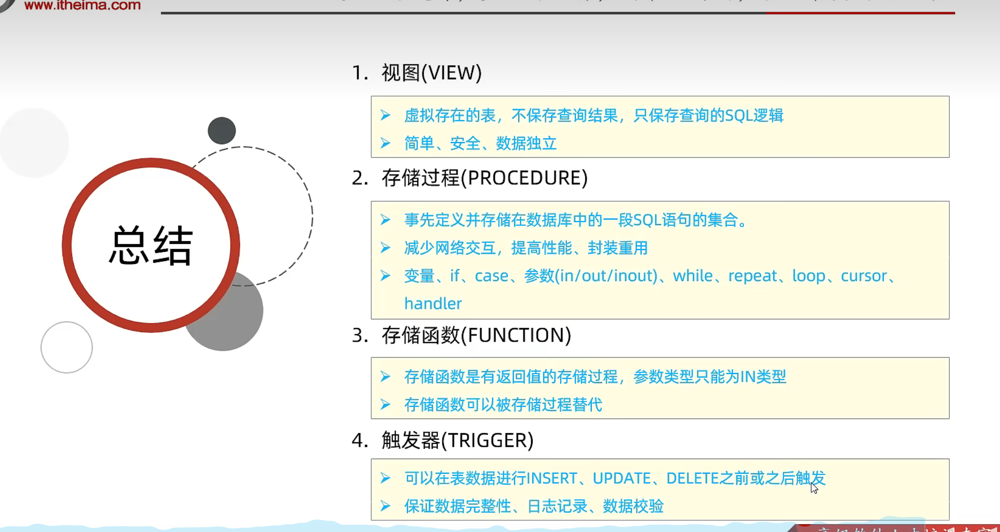 www.itheima.com
总结
1. 视图(VIEW)
虚拟存在的表，不保存查询结果，只保存查询的SQL逻辑
简单、安全、数据独立
2. 存储过程(PROCEDURE)
事先定义并存储在数据库中的一段SQL语句的集合。
减少网络交互，提高性能、封装重用
变量、if、case、参数(in/out/inout)、while、repeat、loop、cursor、
handler
3. 存储函数(FUNCTION)
存储函数是有返回值的存储过程，参数类型只能为IN类型
存储函数可以被存储过程替代
4. 触发器(TRIGGER)
可以在表数据进行INSERT、UPDATE、DELETE之前或之后触发
保证数据完整性、日志记录、数据校验